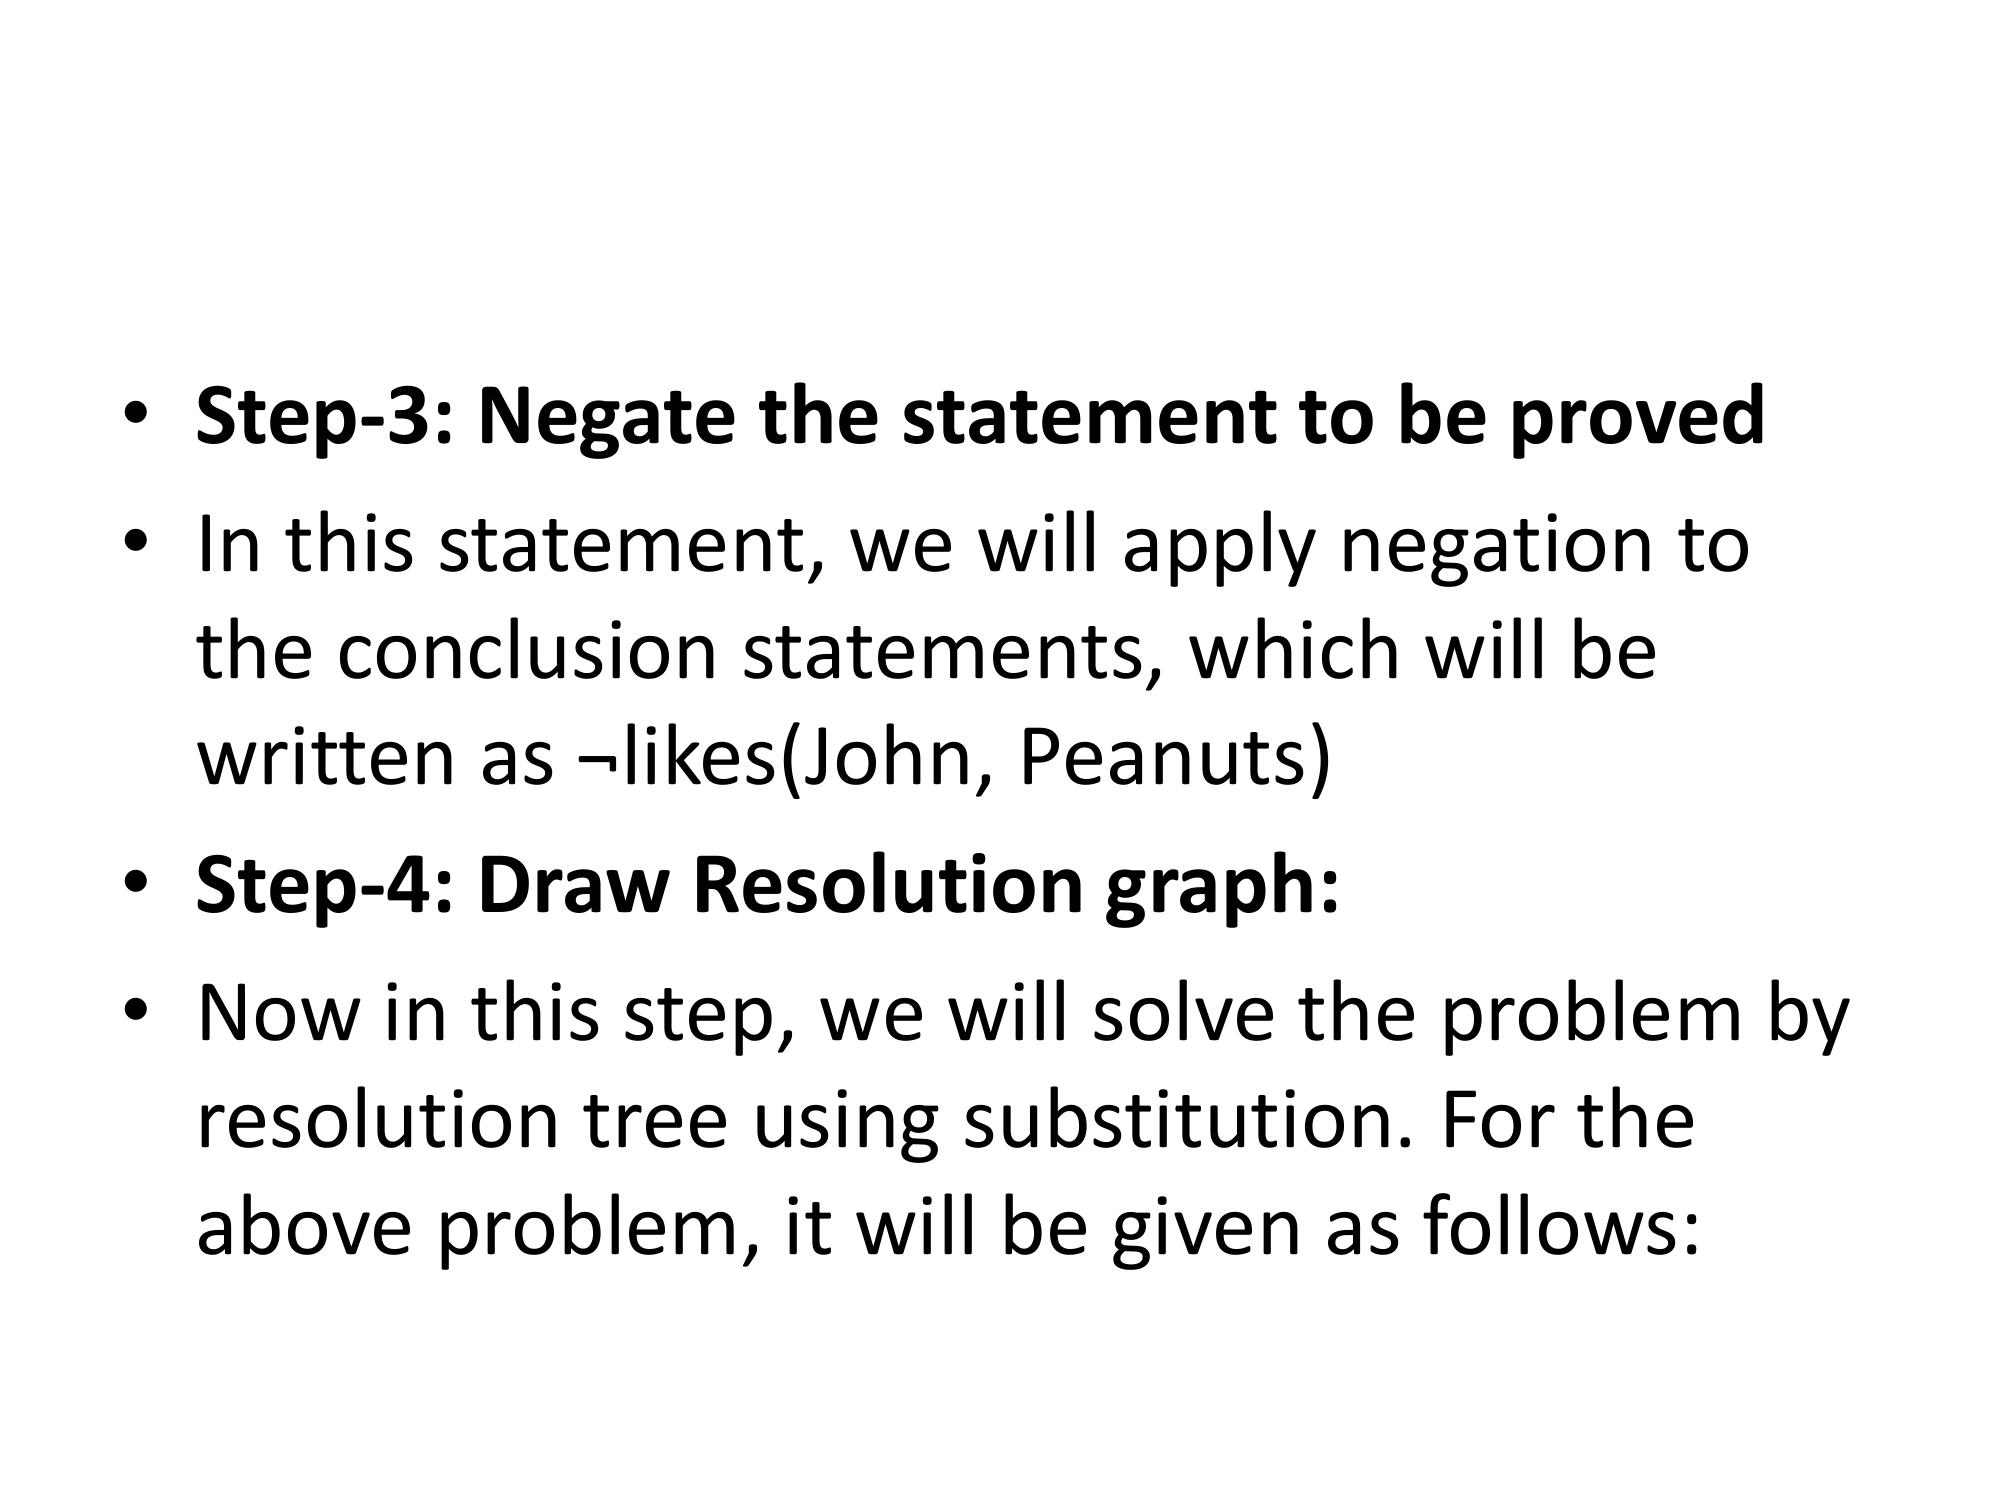 • Step-3: Negate the statement to be proved
• In this statement, we will apply negation to
the conclusion statements, which will be
written as ¬likes(John, Peanuts)
• Step-4: Draw Resolution graph:
• Now in this step, we will solve the problem by
resolution tree using substitution. For the
above problem, it will be given as follows: